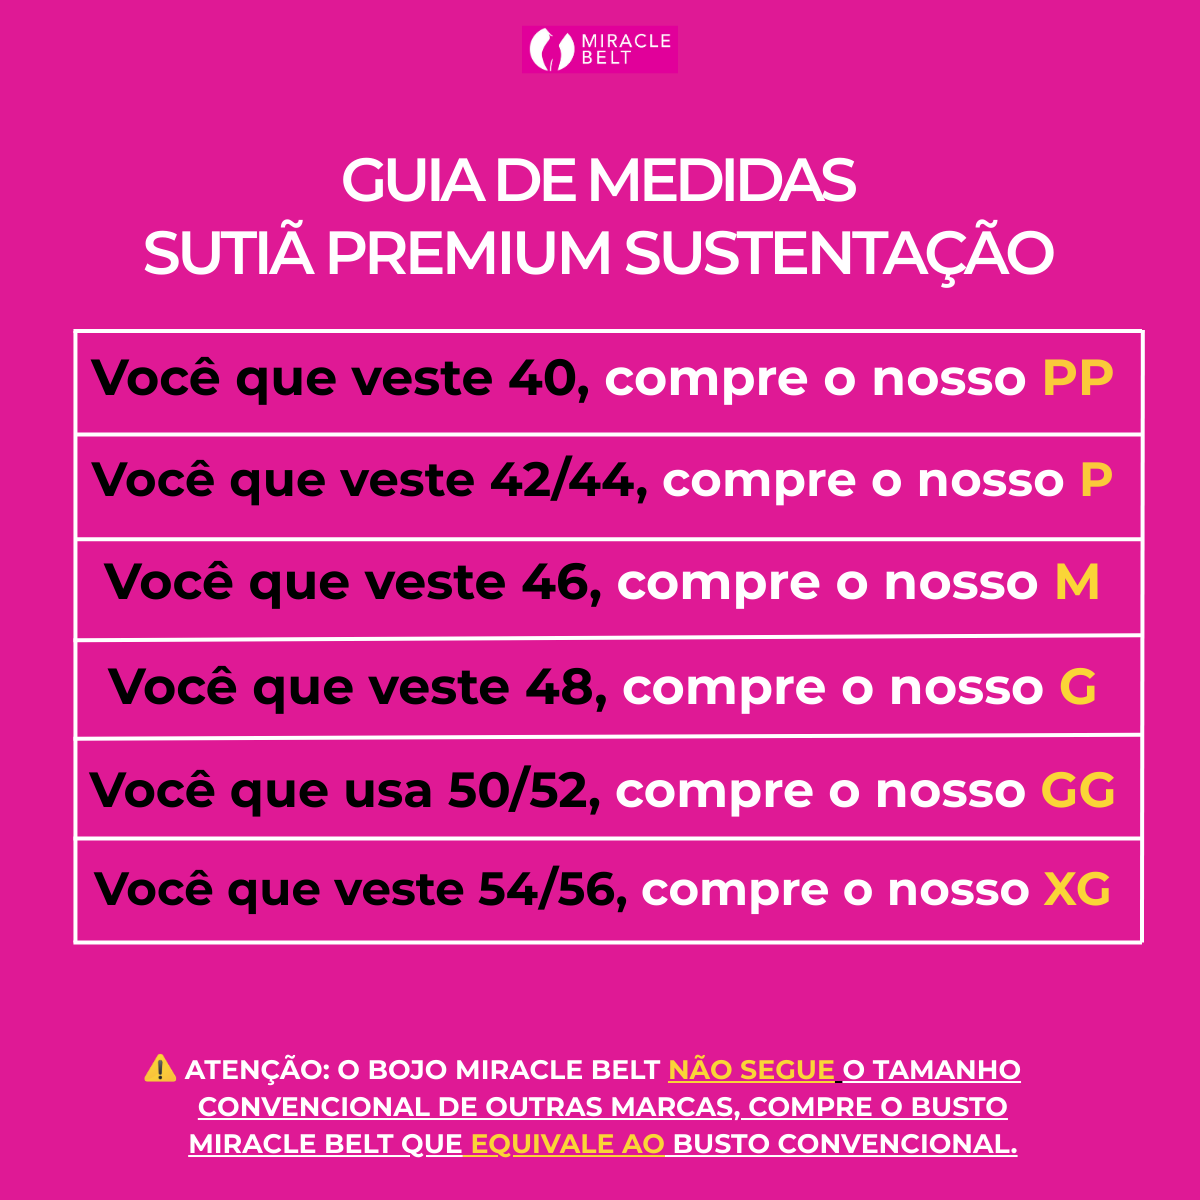 MIRACLE
BELT
GUIA DE MEDIDAS
SUTIÃ PREMIUM SUSTENTAÇÃO
Você que veste 40, compre o nosso PP
Você que veste 42/44, compre o nosso P
Você que veste 46, compre o nosso M
Você que veste 48, compre o nosso G
Você que usa 50/52, compre o nosso GG
Você que veste 54/56, compre o nosso XG
⚠️ ATENÇÃO: O BOJO MIRACLE BELT NÃO SEGUE O TAMANHO
CONVENCIONAL DE OUTRAS MARCAS, COMPRE O BUSTO
MIRACLE BELT QUE EQUIVALE AO BUSTO CONVENCIONAL.